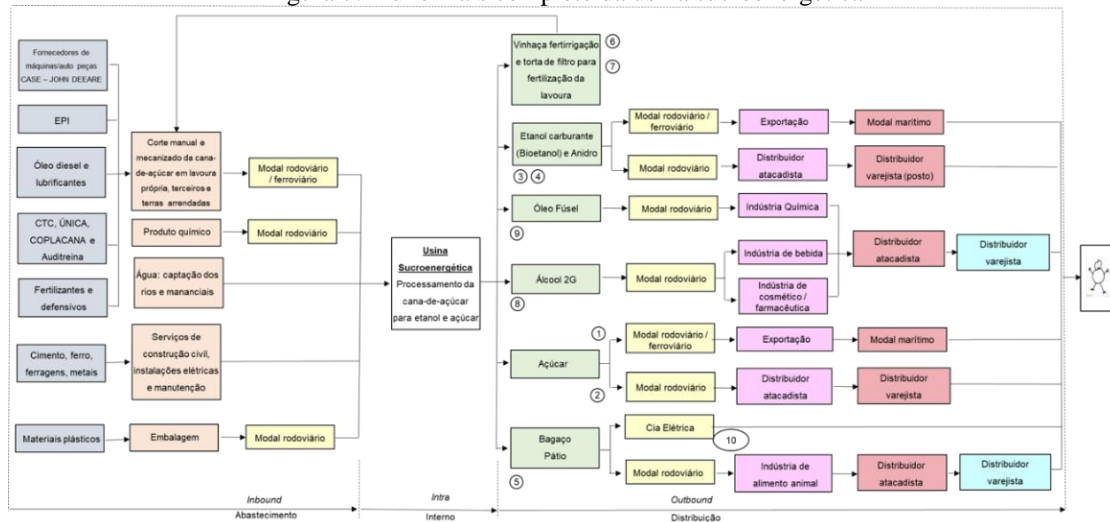 Fornecedores de
máquinas/auto peças
CASE – JOHN DEEARE
EPI
Óleo diesel e
lubrificantes
CTC, ÚNICA,
COPLACANA e
Auditreina
Fertilizantes e
defensivos
Cimento, ferro,
ferragens, metais
Materiais plásticos
Corte manual e
mecanizado da cana-
de-açúcar em lavoura
própria, terceiros e
terras arrendadas
Produto químico
Água: captação dos
rios e mananciais
Serviços de
construção civil,
instalações elétricas
e manutenção
Embalagem
Modal rodoviário
/ ferroviário
Modal rodoviário
Modal rodoviário
Usina
Sucroenergética
Processamento da
cana-de-açúcar
para etanol e açúcar
Vinhaça fertirrigação
e torta de filtro para
fertilização da
lavoura
6
7
Etanol carburante
(Bioetanol) e Anidro
3 4
Modal rodoviário /
ferroviário
Exportação
Modal marítimo
Modal rodoviário
Distribuidor
atacadista
Distribuidor
varejista (posto)
Óleo Fúsel
9
Modal rodoviário
Indústria Química
Álcool 2G
8
Modal rodoviário
Indústria de bebida
Indústria de
cosmético /
farmacêutica
Distribuidor
atacadista
Distribuidor
varejista
Açúcar
1
2
Modal rodoviário /
ferroviário
Exportação
Modal marítimo
Modal rodoviário
Distribuidor
atacadista
Distribuidor
varejista
Bagaço
Pátio
5
Cia Elétrica
10
Modal rodoviário
Indústria de
alimento animal
Distribuidor
atacadista
Distribuidor
varejista
Inbound
Abastecimento
Intra
Interno
Outbound
Distribuição